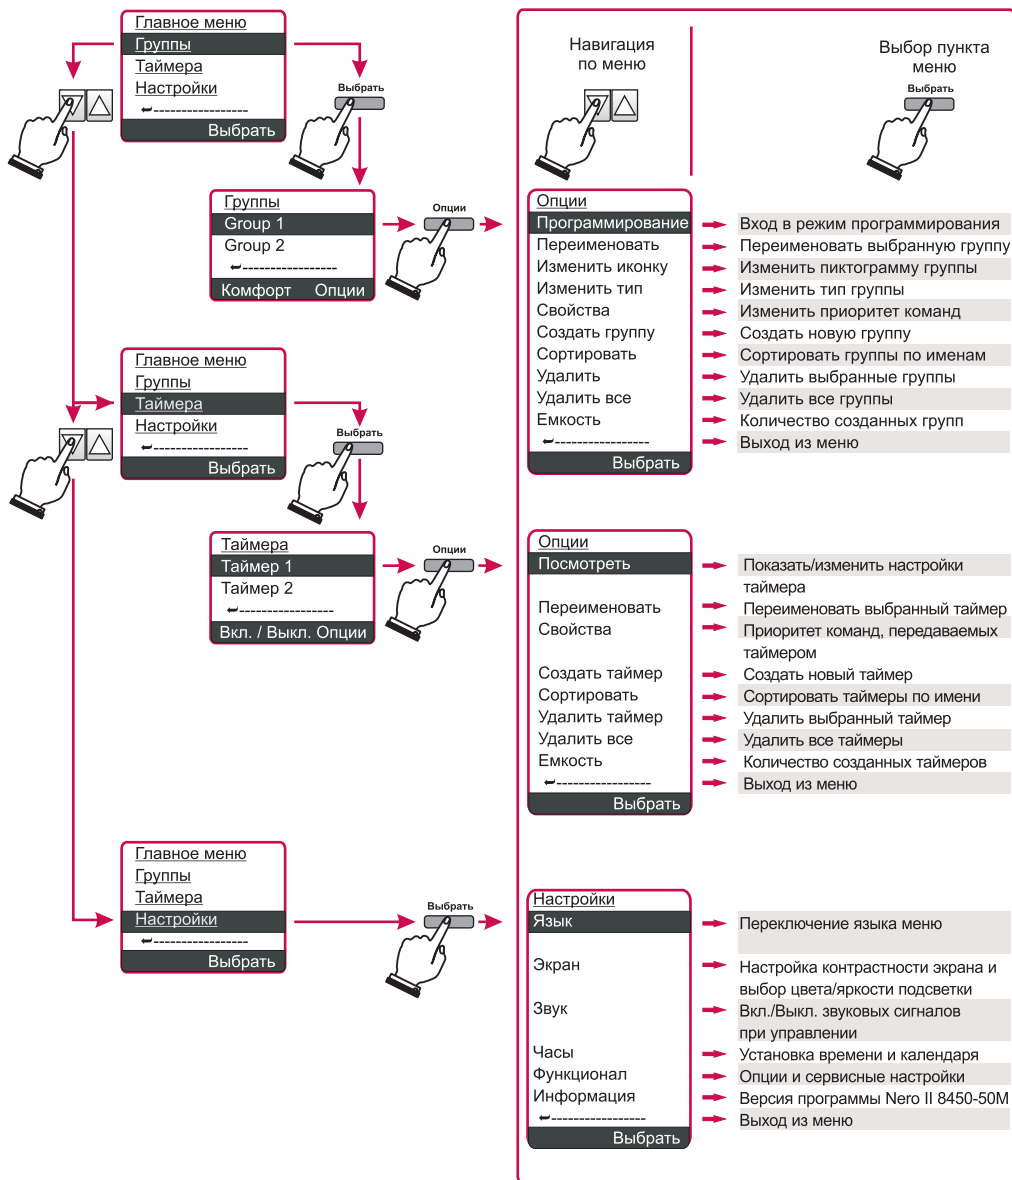 Главное меню
Группы
Таймера
Настройки
Выбрать
Выбрать
Навигация
по меню
Выбор пункта
меню
Выбрать
Группы
Group 1
Group 2
Комфорт Опции
Опции
Опции
Программирование
Вход в режим программирования
Переименовать
Переименовать выбранную группу
Изменить иконку
Изменить пиктограмму группы
Изменить тип
Изменить тип группы
Свойства
Изменить приоритет команд
Создать группу
Создать новую группу
Сортировать
Сортировать группы по именам
Удалить
Удалить выбранные группы
Удалить все
Удалить все группы
Емкость
Количество созданных групп
Выход из меню
Выбрать
Главное меню
Группы
Таймера
Настройки
Выбрать
Выбрать
Таймера
Таймер 1
Таймер 2
Вкл. / Выкл. Опции
Опции
Опции
Посмотреть
Показать/изменить настройки
таймера
Переименовать
Переименовать выбранный таймер
Свойства
Приоритет команд, передаваемых
таймером
Создать таймер
Создать новый таймер
Сортировать
Сортировать таймеры по имени
Удалить таймер
Удалить выбранный таймер
Удалить все
Удалить все таймеры
Емкость
Количество созданных таймеров
Выход из меню
Выбрать
Главное меню
Группы
Таймера
Настройки
Выбрать
Выбрать
Настройки
Язык
Переключение языка меню
Экран
Настройка контрастности экрана и
выбор цвета/яркости подсветки
Звук
Вкл./Выкл. звуковых сигналов
при управлении
Часы
Установка времени и календаря
Функционал
Опции и сервисные настройки
Информация
Версия программы Nero II 8450-50M
Выход из меню
Выбрать